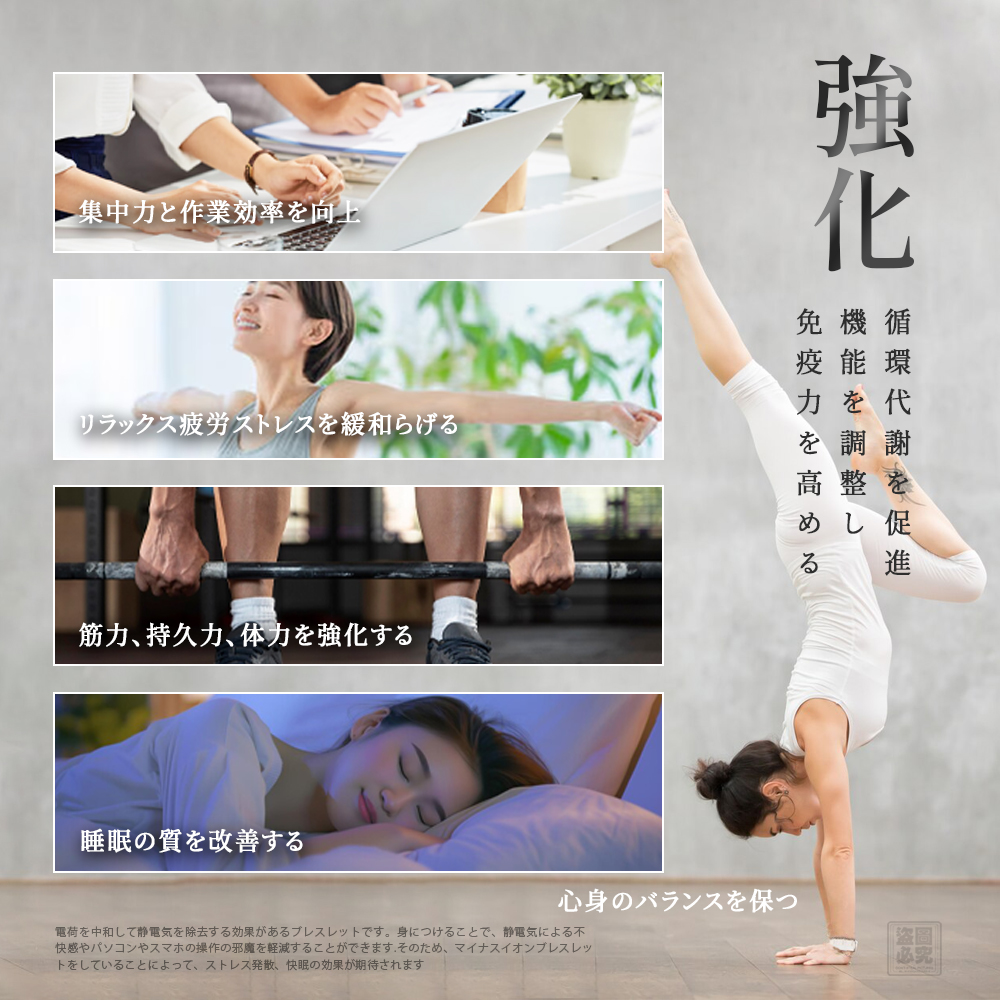 強化
循環代謝を促進
機能を調整し
免疫力を高める
集中力と作業効率を向上
リラックス疲労ストレスを緩和らげる
筋力、持久力、体力を強化する
睡眠の質を改善する
心身のバランスを保つ
電荷を中和して静電気を除去する効果があるブレスレットです。身につけることで、静電気による不
快感やパソコンやスマホの操作の邪魔を軽減することができます.そのため、マイナスイオンブレスレッ
トをしていることによって、ストレス発散、快眠の効果が期待されます
盗圖
必究